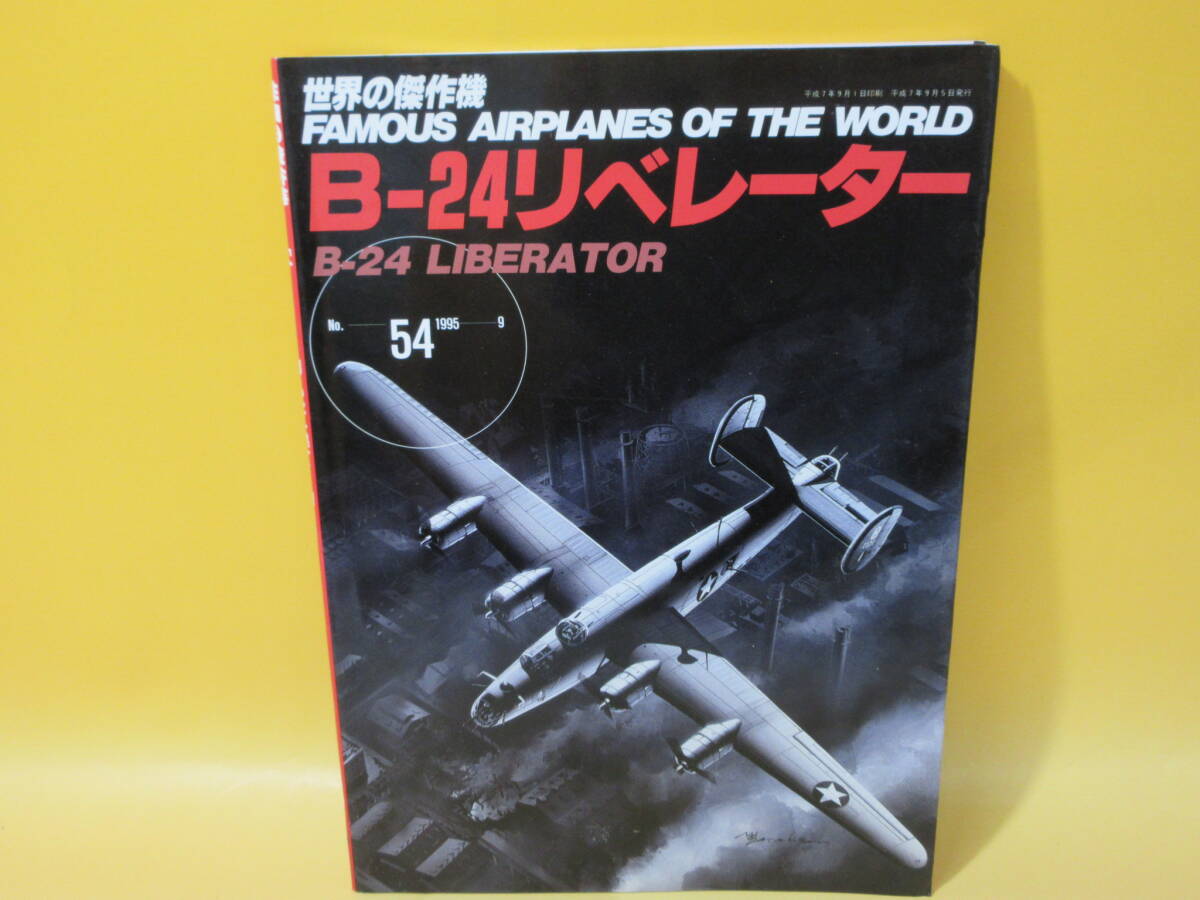 世界の傑作機
平成7年9月1日印刷 平成7年9月5日発行
FAMOUS AIRPLANES OF THE WORLD
B-24リベレーター
B-24 LIBERATOR
No. 54 1995 9